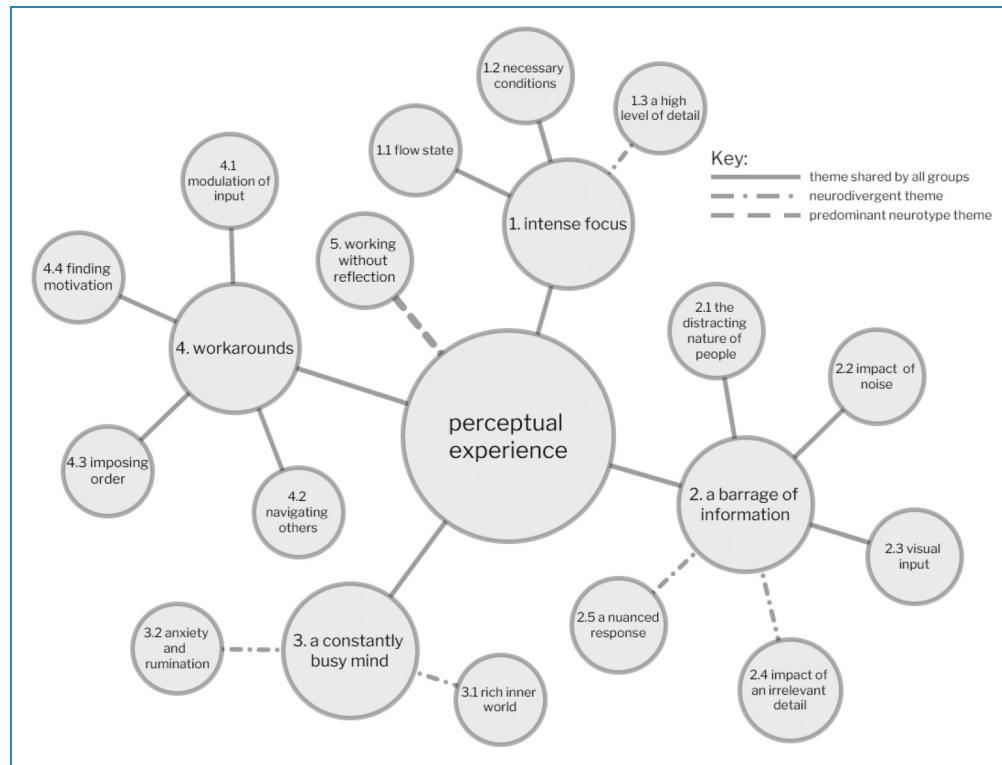 1.2 necessary
conditions
1.3 a high
level of detail
1.1 flow state
1. intense focus
Key:
theme shared by all groups
neurodivergent theme
predominant neurotype theme
4.1
modulation of
input
5. working
without
reflection
4.4 finding
motivation
4. workarounds
4.3 imposing
order
4.2
navigating
others
perceptual
experience
2.1 the
distracting
nature of
people
2.2 impact of
noise
2. a barrage of
information
2.3 visual
input
2.5 a nuanced
response
2.4 impact of
an irrelevant
detail
3.2 anxiety
and
rumination
3. a constantly
busy mind
3.1 rich inner
world